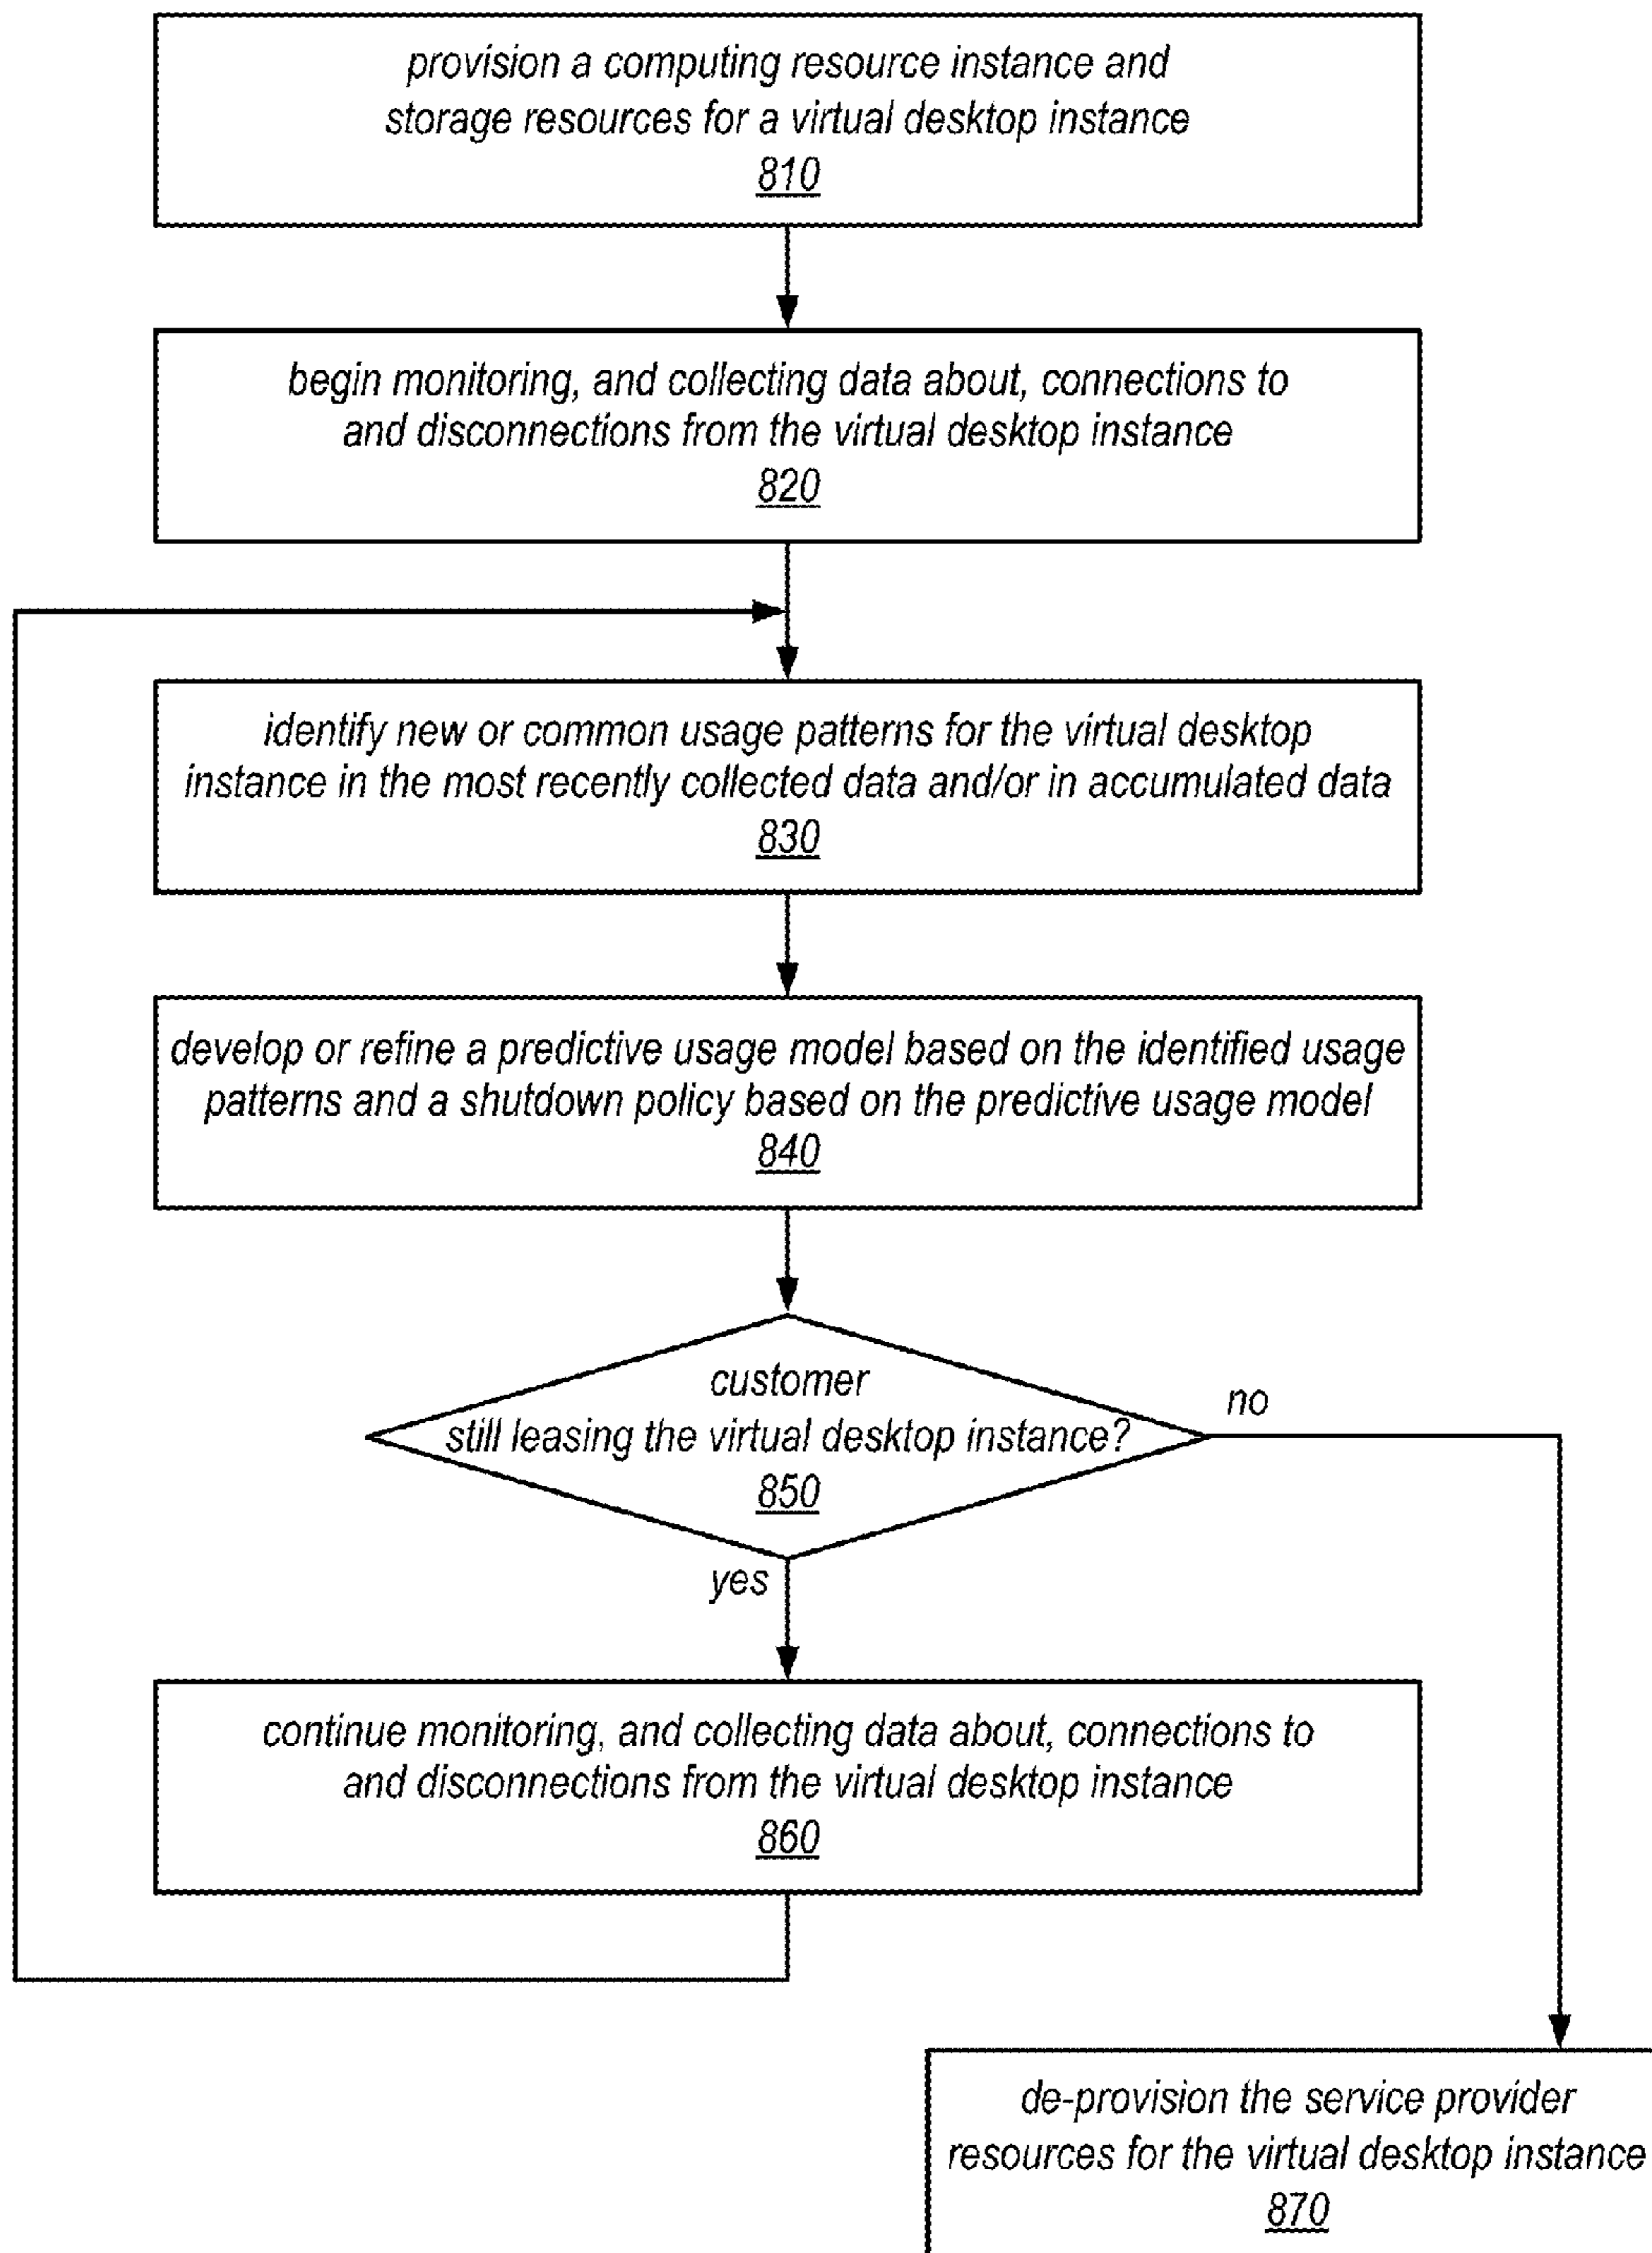 provision a computing resource instance and
storage resources for a virtual desktop instance
810
begin monitoring, and collecting data about, connections to
and disconnections from the virtual desktop instance
820
identify new or common usage patterns for the virtual desktop
instance in the most recently collected data and/or in accumulated data
830
develop or refine a predictive usage model based on the identified usage
patterns and a shutdown policy based on the predictive usage model
840
customer
still leasing the virtual desktop instance?
850
no
yes
continue monitoring, and collecting data about, connections to
and disconnections from the virtual desktop instance
860
de-provision the service provider
resources for the virtual desktop instance
870